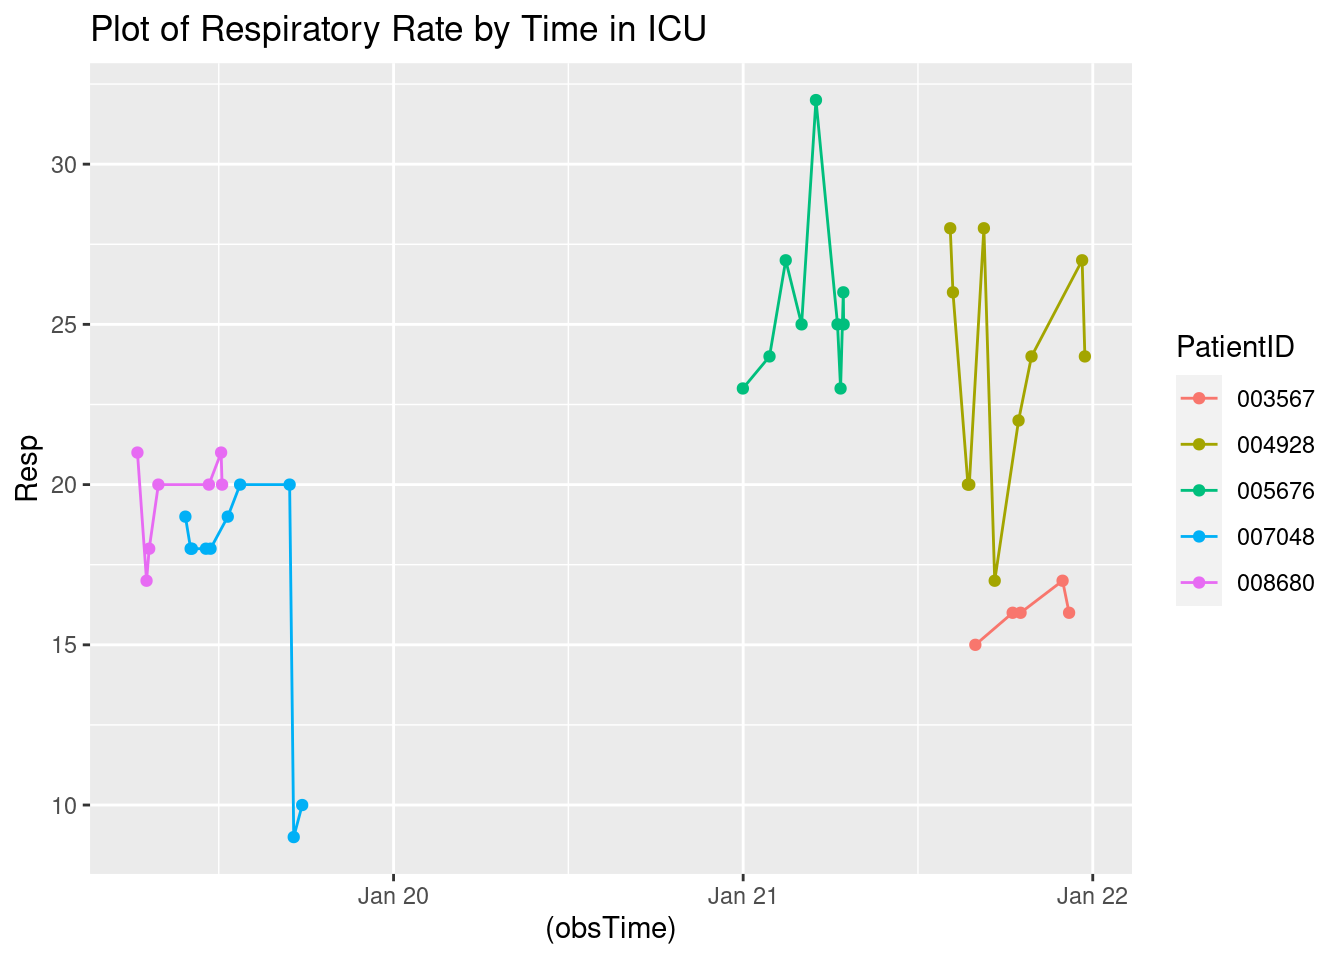 Plot of Respiratory Rate by Time in ICU
30
25
20
15
10
Resp
Jan 20
Jan 21
Jan 22
(obsTime)
PatientID
003567
004928
005676
007048
008680